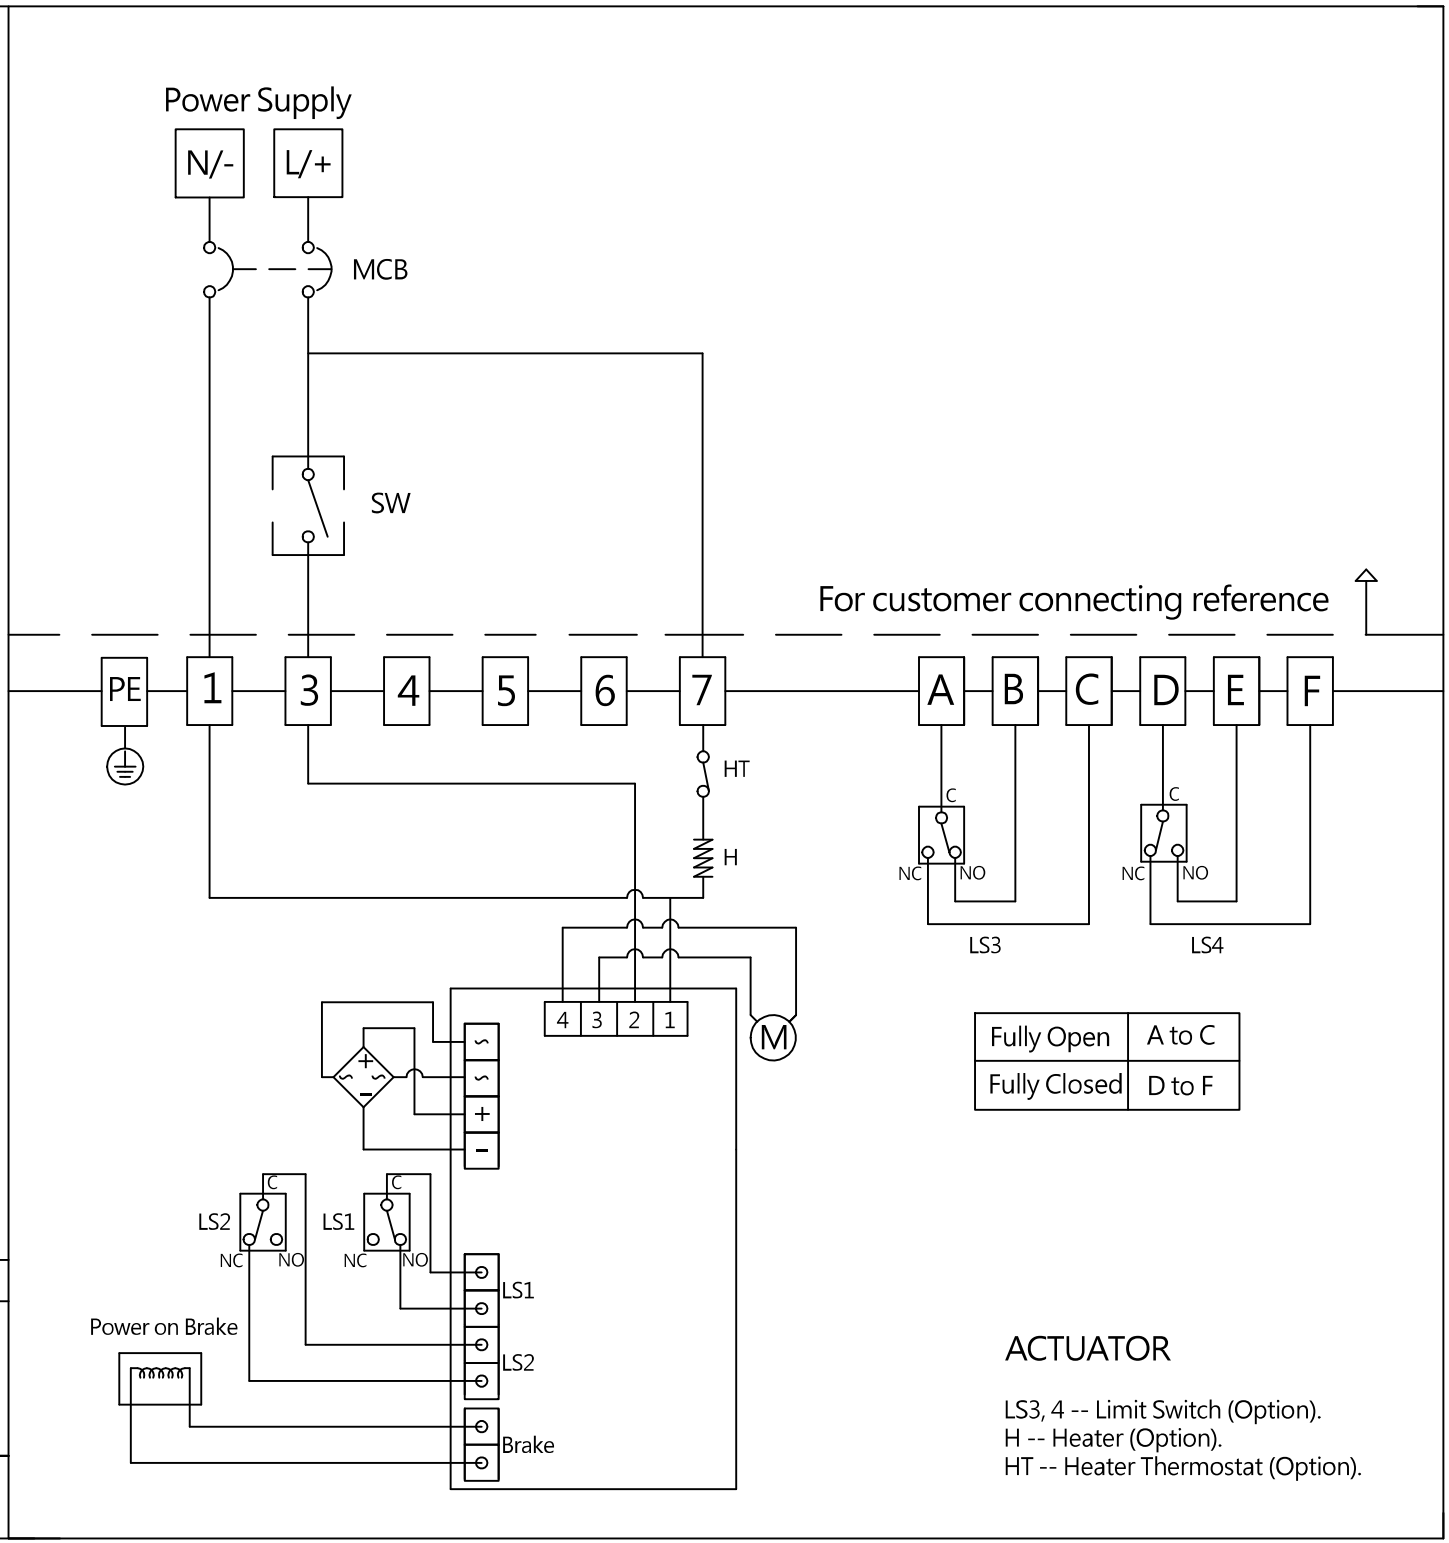 Power Supply
N/- L/+
MCB
SW
For customer connecting reference
PE 1 3 4 5 6 7 A B C D E F
HT
H
C C
NC NO NC NO
LS3 LS4
4 3 2 1
M
~
~
+
-
+
~ ~
-
Fully Open A to C
Fully Closed D to F
C C
LS2 LS1
NC NO NC NO
LS1
LS2
Power on Brake
Brake
ACTUATOR
LS3, 4 -- Limit Switch (Option).
H -- Heater (Option).
HT -- Heater Thermostat (Option).